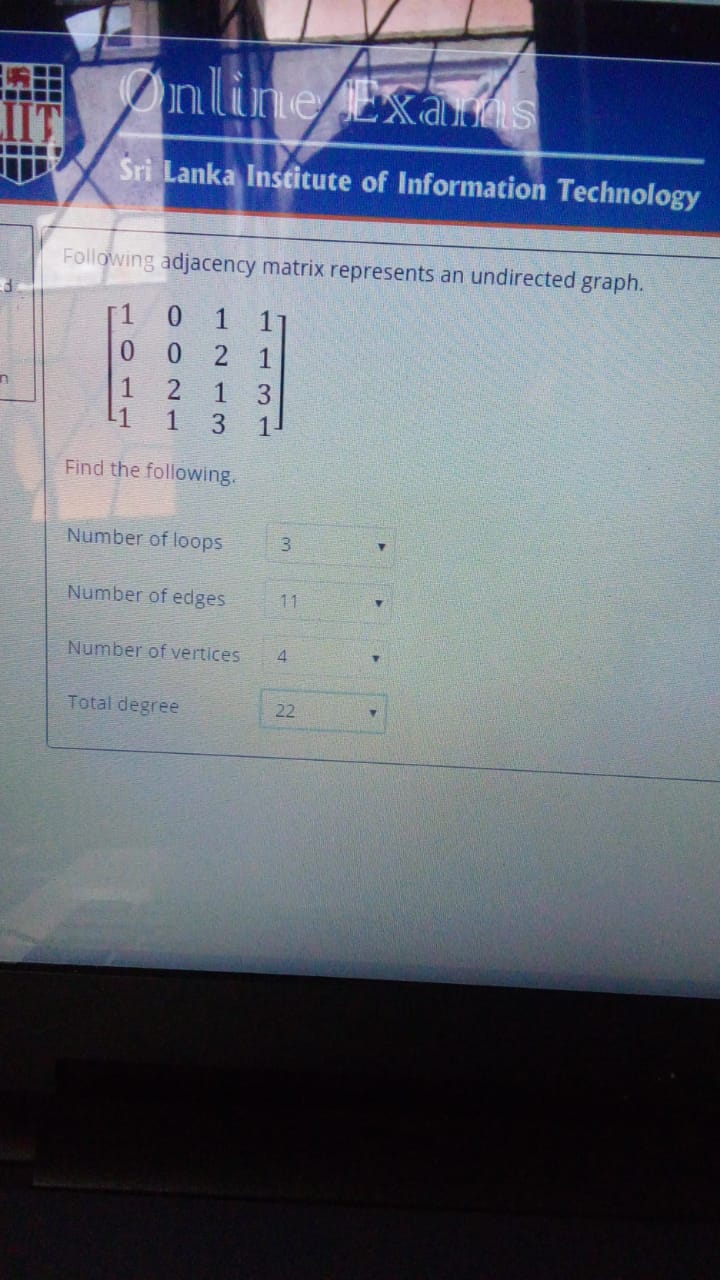 Online Exams
IIT
Sri Lanka Institute of Information Technology
Following adjacency matrix represents an undirected graph.
1 0 1 1
0 0 2 1
1 2 1 3
1 1 3 1
Find the following.
Number of loops 3
Number of edges 11
Number of vertices 4
Total degree 22